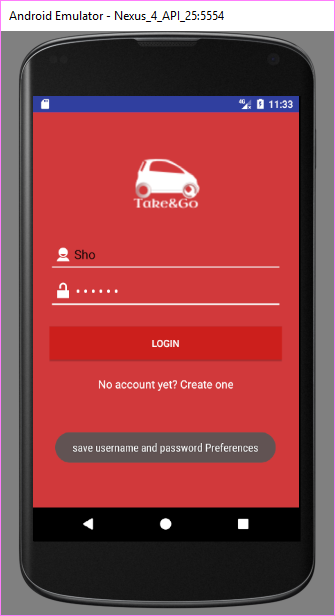 Android Emulator - Nexus_4_API_25:5554
4G 11:33
Take&Go
Sho
LOGIN
No account yet? Create one
save username and password Preferences